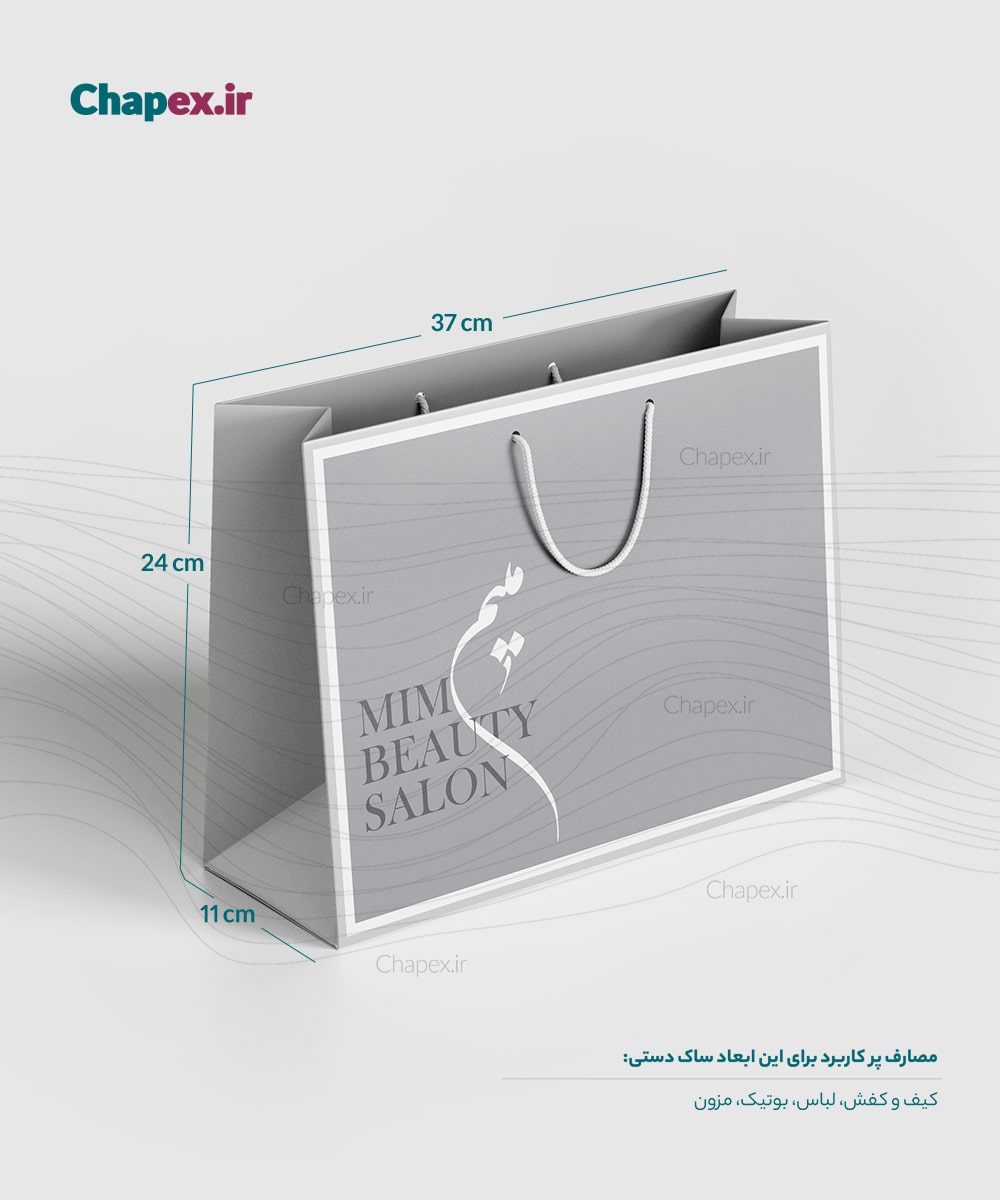 Chapex.ir
37 cm
24 cm
11 cm
Chapex.ir
Chapex.ir
میم
MIM
BEAUTY
SALON
Chapex.ir
Chapex.ir
Chapex.ir
مصارف پر کاربرد برای این ابعاد ساک دستی:
کیف و کفش، لباس، بوتیک، مزون